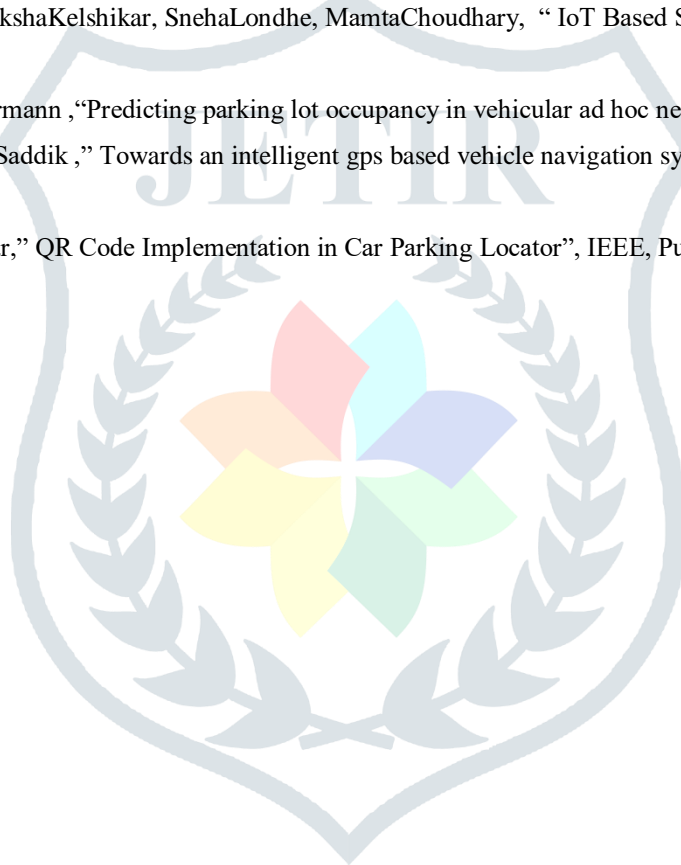 kshaKelshikar, SnehaLondhe, MamtaChoudhary, “ IoT Based S
rmann ,“Predicting parking lot occupancy in vehicular ad hoc ne
Saddik ,” Towards an intelligent gps based vehicle navigation sy
r,” QR Code Implementation in Car Parking Locator”, IEEE, Pu
JETIR